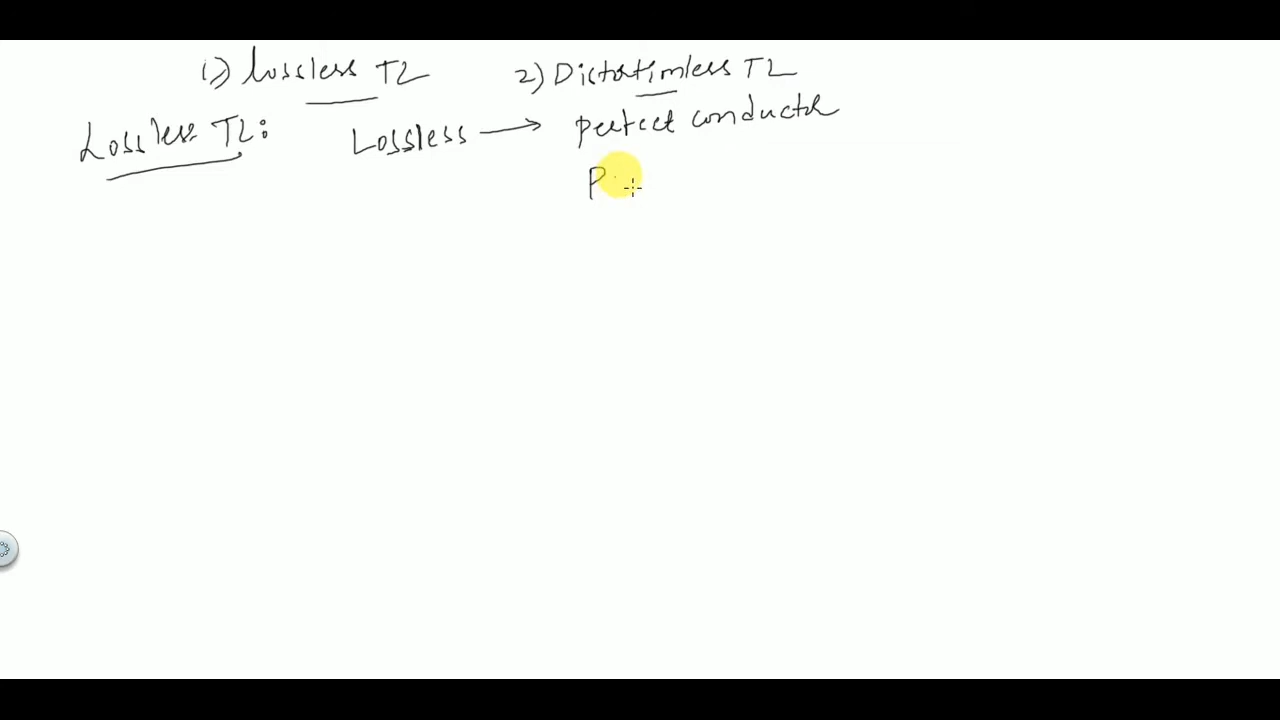 1) Lossless TL 2) Distortionless TL
Lossless TL: Lossless → perfect conductor
P